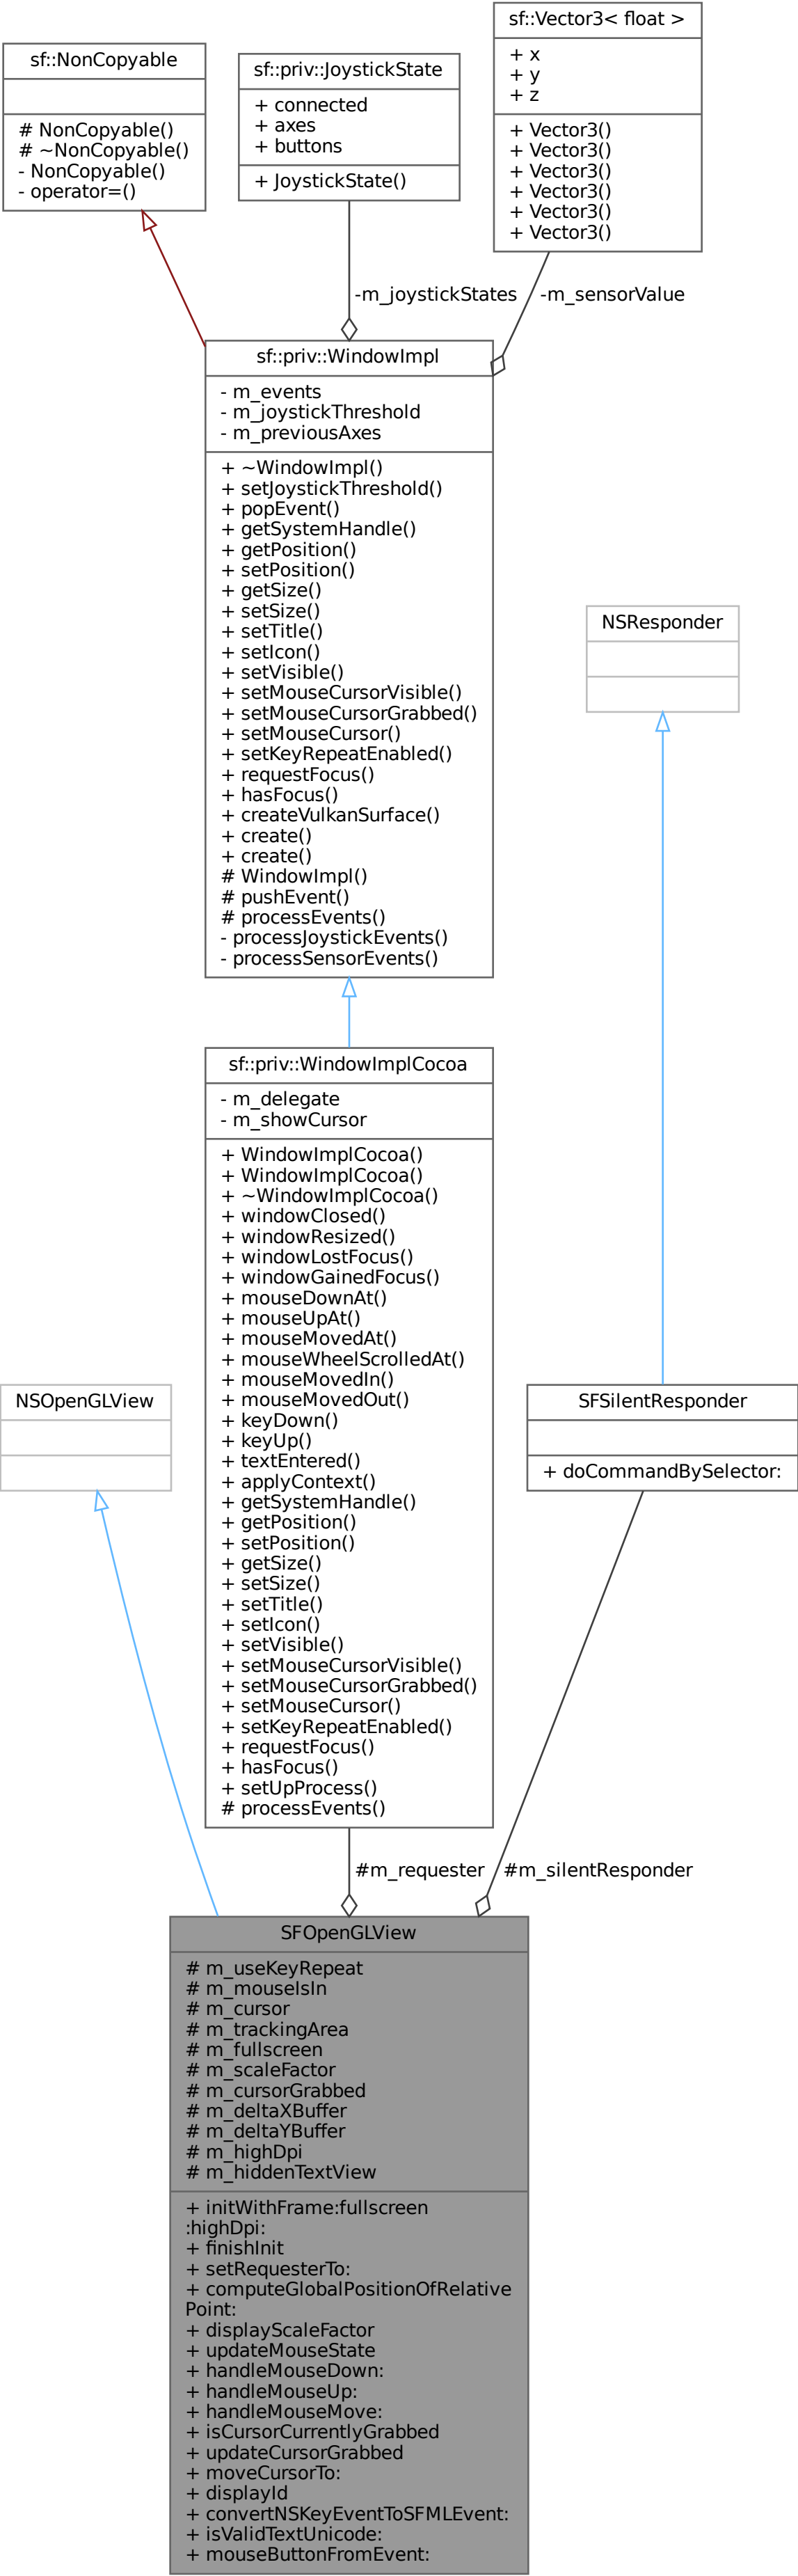 sf::NonCopyable
# NonCopyable()
# ~NonCopyable()
- NonCopyable()
- operator=()
sf::priv::JoystickState
+ connected
+ axes
+ buttons
+ JoystickState()
sf::Vector3< float >
+ x
+ y
+ z
+ Vector3()
+ Vector3()
+ Vector3()
+ Vector3()
+ Vector3()
+ Vector3()
-m_joystickStates
-m_sensorValue
sf::priv::WindowImpl
- m_events
- m_joystickThreshold
- m_previousAxes
+ ~WindowImpl()
+ setJoystickThreshold()
+ popEvent()
+ getSystemHandle()
+ getPosition()
+ setPosition()
+ getSize()
+ setSize()
+ setTitle()
+ setIcon()
+ setVisible()
+ setMouseCursorVisible()
+ setMouseCursorGrabbed()
+ setMouseCursor()
+ setKeyRepeatEnabled()
+ requestFocus()
+ hasFocus()
+ createVulkanSurface()
+ create()
+ create()
# WindowImpl()
# pushEvent()
# processEvents()
- processJoystickEvents()
- processSensorEvents()
NSResponder
sf::priv::WindowImplCocoa
- m_delegate
- m_showCursor
+ WindowImplCocoa()
+ WindowImplCocoa()
+ ~WindowImplCocoa()
+ windowClosed()
+ windowResized()
+ windowLostFocus()
+ windowGainedFocus()
+ mouseDownAt()
+ mouseUpAt()
+ mouseMovedAt()
+ mouseWheelScrolledAt()
+ mouseMovedIn()
+ mouseMovedOut()
+ keyDown()
+ keyUp()
+ textEntered()
+ applyContext()
+ getSystemHandle()
+ getPosition()
+ setPosition()
+ getSize()
+ setSize()
+ setTitle()
+ setIcon()
+ setVisible()
+ setMouseCursorVisible()
+ setMouseCursorGrabbed()
+ setMouseCursor()
+ setKeyRepeatEnabled()
+ requestFocus()
+ hasFocus()
+ setUpProcess()
# processEvents()
NSOpenGLView
SFSilentResponder
+ doCommandBySelector:
#m_requester
#m_silentResponder
SFOpenGLView
# m_useKeyRepeat
# m_mouseIsIn
# m_cursor
# m_trackingArea
# m_fullscreen
# m_scaleFactor
# m_cursorGrabbed
# m_deltaXBuffer
# m_deltaYBuffer
# m_highDpi
# m_hiddenTextView
+ initWithFrame:fullscreen
:highDpi:
+ finishInit
+ setRequesterTo:
+ computeGlobalPositionOfRelative
Point:
+ displayScaleFactor
+ updateMouseState
+ handleMouseDown:
+ handleMouseUp:
+ handleMouseMove:
+ isCursorCurrentlyGrabbed
+ updateCursorGrabbed
+ moveCursorTo:
+ displayId
+ convertNSKeyEventToSFMLEvent:
+ isValidTextUnicode:
+ mouseButtonFromEvent: